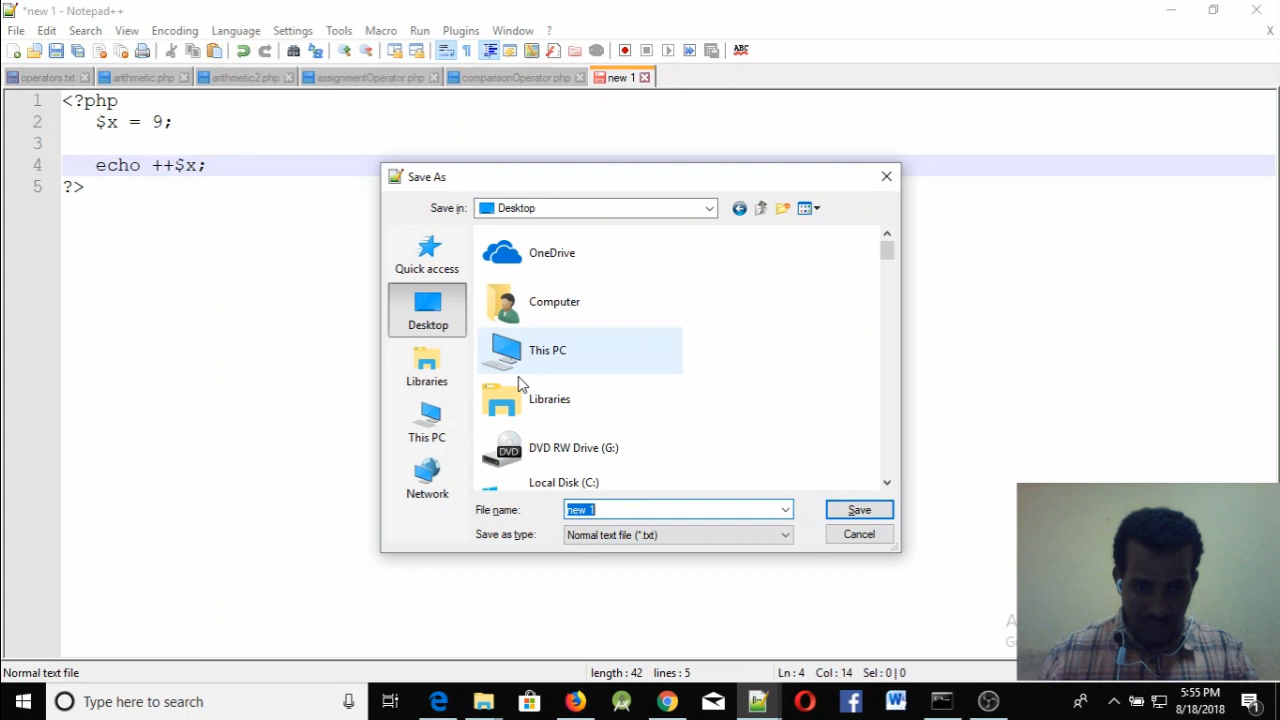 *new 1 - Notepad++
File Edit Search View Encoding Language Settings Tools Macro Run Plugins Window ? X
operators.txt arithmetic.php arithmetic2.php assignmentOperator.php comparisonOperator.php new 1
1 <?php
2 $x = 9;
3
4 echo ++$x;
5 ?>
Save As
Save in: Desktop
Quick access
Desktop
Libraries
This PC
Network
OneDrive
Computer
This PC
Libraries
DVD RW Drive (G:)
Local Disk (C:)
File name: new 1 Save
Save as type: Normal text file (*.txt) Cancel
Normal text file length: 42 lines: 5 Ln: 4 Col: 14 Sel: 0 | 0
Type here to search
5:55 PM
8/18/2018